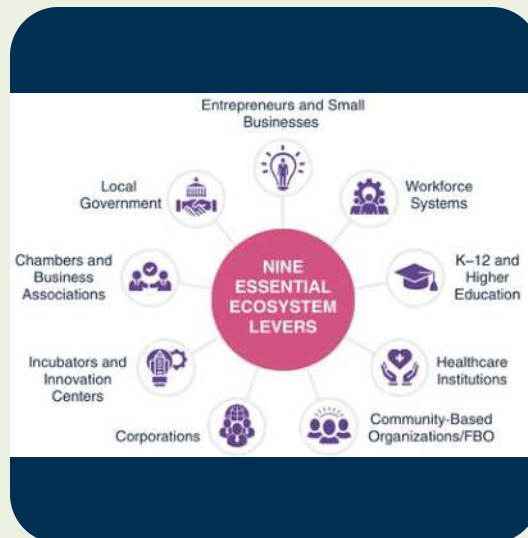 Entrepreneurs and Small
Businesses
Local
Government
Workforce
Systems
Chambers and
Business
Associations
NINE
ESSENTIAL
ECOSYSTEM
LEVERS
K–12 and
Higher
Education
Incubators and
Innovation
Centers
Healthcare
Institutions
Corporations
Community-Based
Organizations/FBO